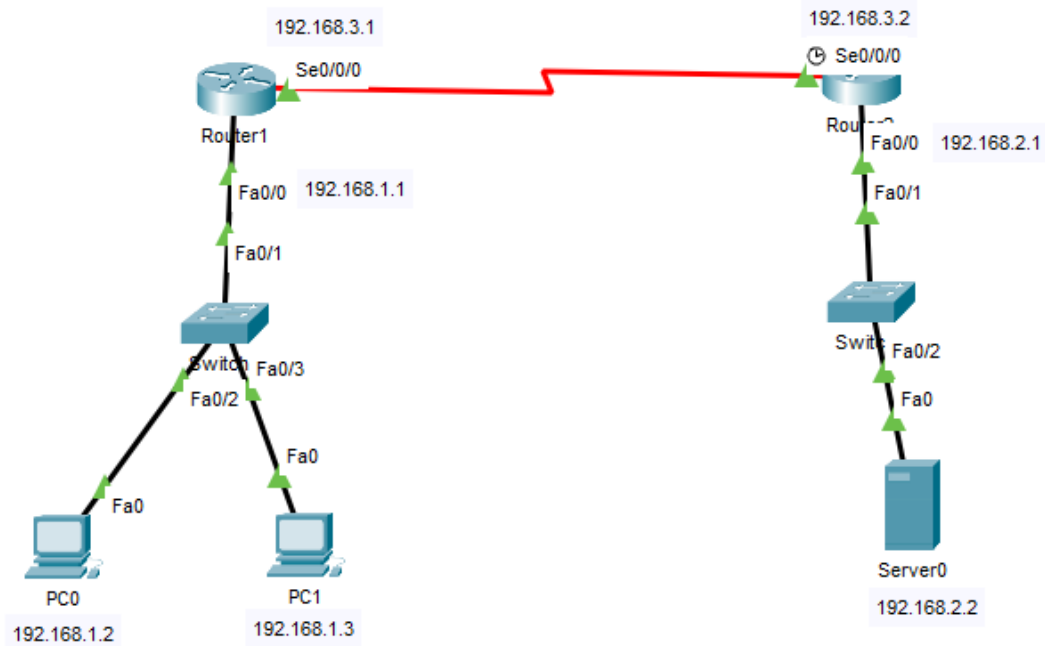 192.168.3.1
192.168.3.2
Se0/0/0
Se0/0/0
Router1
Fa0/0
192.168.2.1
Fa0/0
192.168.1.1
Fa0/1
Fa0/1
Switch
Fa0/3
Fa0/2
Switc
Fa0/2
Fa0
Fa0
Fa0
PC0
PC1
Server0
192.168.1.2
192.168.1.3
192.168.2.2